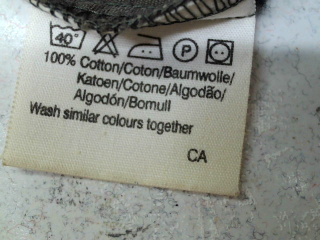 40°
P
100% Cotton/Coton/Baumwolle/
Katoen/Cotone/Algodão/
Algodón/Bomull
Wash similar colours together
CA